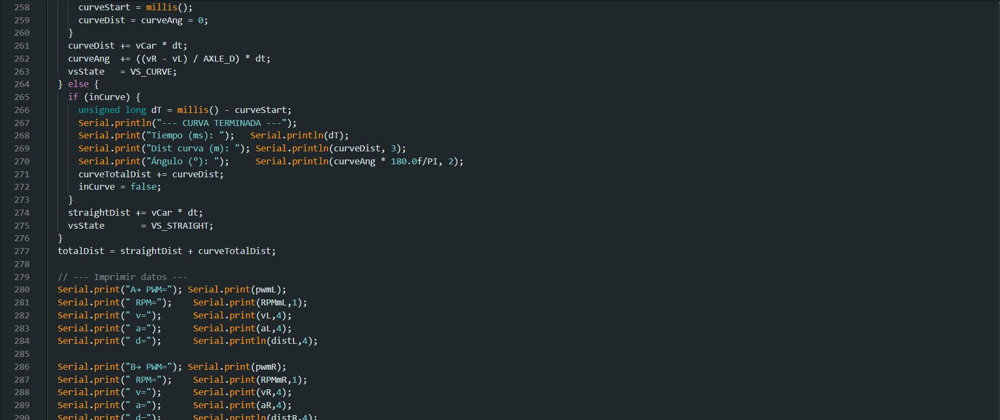 258 curveStart = millis();
259 curveDist = curveAng = 0;
260 }
261 curveDist += vCar * dt;
262 curveAng  += ((vR - vL) / AXLE_D) * dt;
263 vsState   = VS_CURVE;
264 } else {
265 if (inCurve) {
266 unsigned long dT = millis() - curveStart;
267 Serial.println("--- CURVA TERMINADA ---");
268 Serial.print("Tiempo (ms): ");   Serial.println(dT);
269 Serial.print("Dist curva (m): "); Serial.println(curveDist, 3);
270 Serial.print("Ángulo (º): ");     Serial.println(curveAng * 180.0f/PI, 2);
271 curveTotalDist += curveDist;
272 inCurve = false;
273 }
274 straightDist += vCar * dt;
275 vsState       = VS_STRAIGHT;
276 }
277 totalDist = straightDist + curveTotalDist;
278
279 // --- Imprimir datos ---
280 Serial.print("A→ PWM="); Serial.print(pwmL);
281 Serial.print(" RPM=");    Serial.print(RPMmL,1);
282 Serial.print(" v=");      Serial.print(vL,4);
283 Serial.print(" a=");      Serial.print(aL,4);
284 Serial.print(" d=");      Serial.println(distL,4);
285
286 Serial.print("B→ PWM="); Serial.print(pwmR);
287 Serial.print(" RPM=");    Serial.print(RPMmR,1);
288 Serial.print(" v=");      Serial.print(vR,4);
289 Serial.print(" a=");      Serial.print(aR,4);
290 Serial.print(" d=");      Serial.println(distR,4);